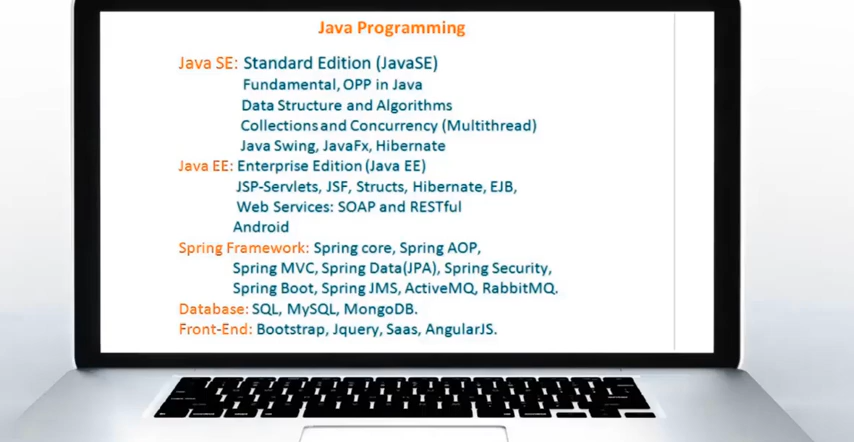 Java Programming
Java SE: Standard Edition (JavaSE)
Fundamental, OPP in Java
Data Structure and Algorithms
Collections and Concurrency (Multithread)
Java Swing, JavaFx, Hibernate
Java EE: Enterprise Edition (Java EE)
JSP-Servlets, JSF, Structs, Hibernate, EJB,
Web Services: SOAP and RESTful
Android
Spring Framework: Spring core, Spring AOP,
Spring MVC, Spring Data(JPA), Spring Security,
Spring Boot, Spring JMS, ActiveMQ, RabbitMQ.
Database: SQL, MySQL, MongoDB.
Front-End: Bootstrap, Jquery, Saas, AngularJS.